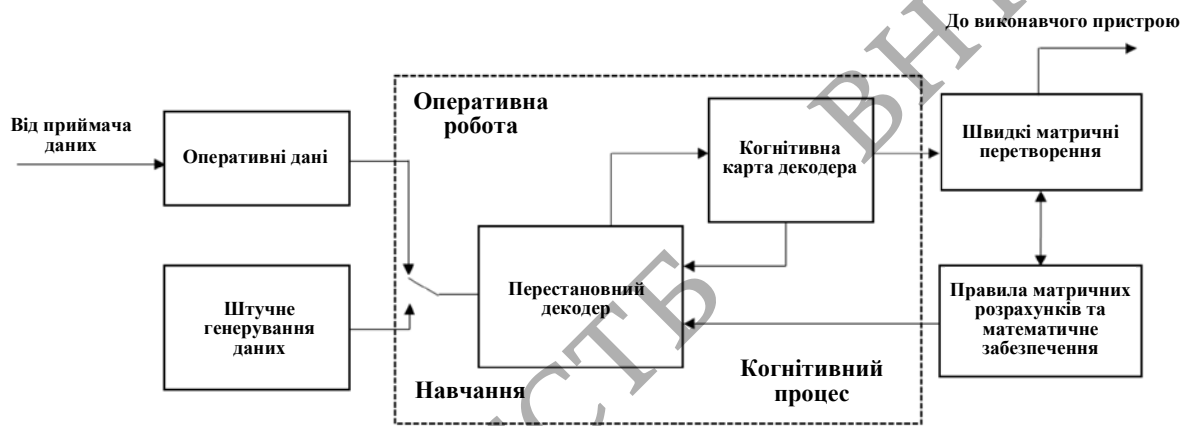 До виконавчого пристрою
Оперативна
робота
Від приймача
даних
Оперативні дані
Когнітивна
карта декодера
Швидкі матричні
перетворення
Штучне
генерування
даних
Перестановний
декодер
Правила матричних
розрахунків та
математичне
забезпечення
Навчання
Когнітивний
процес